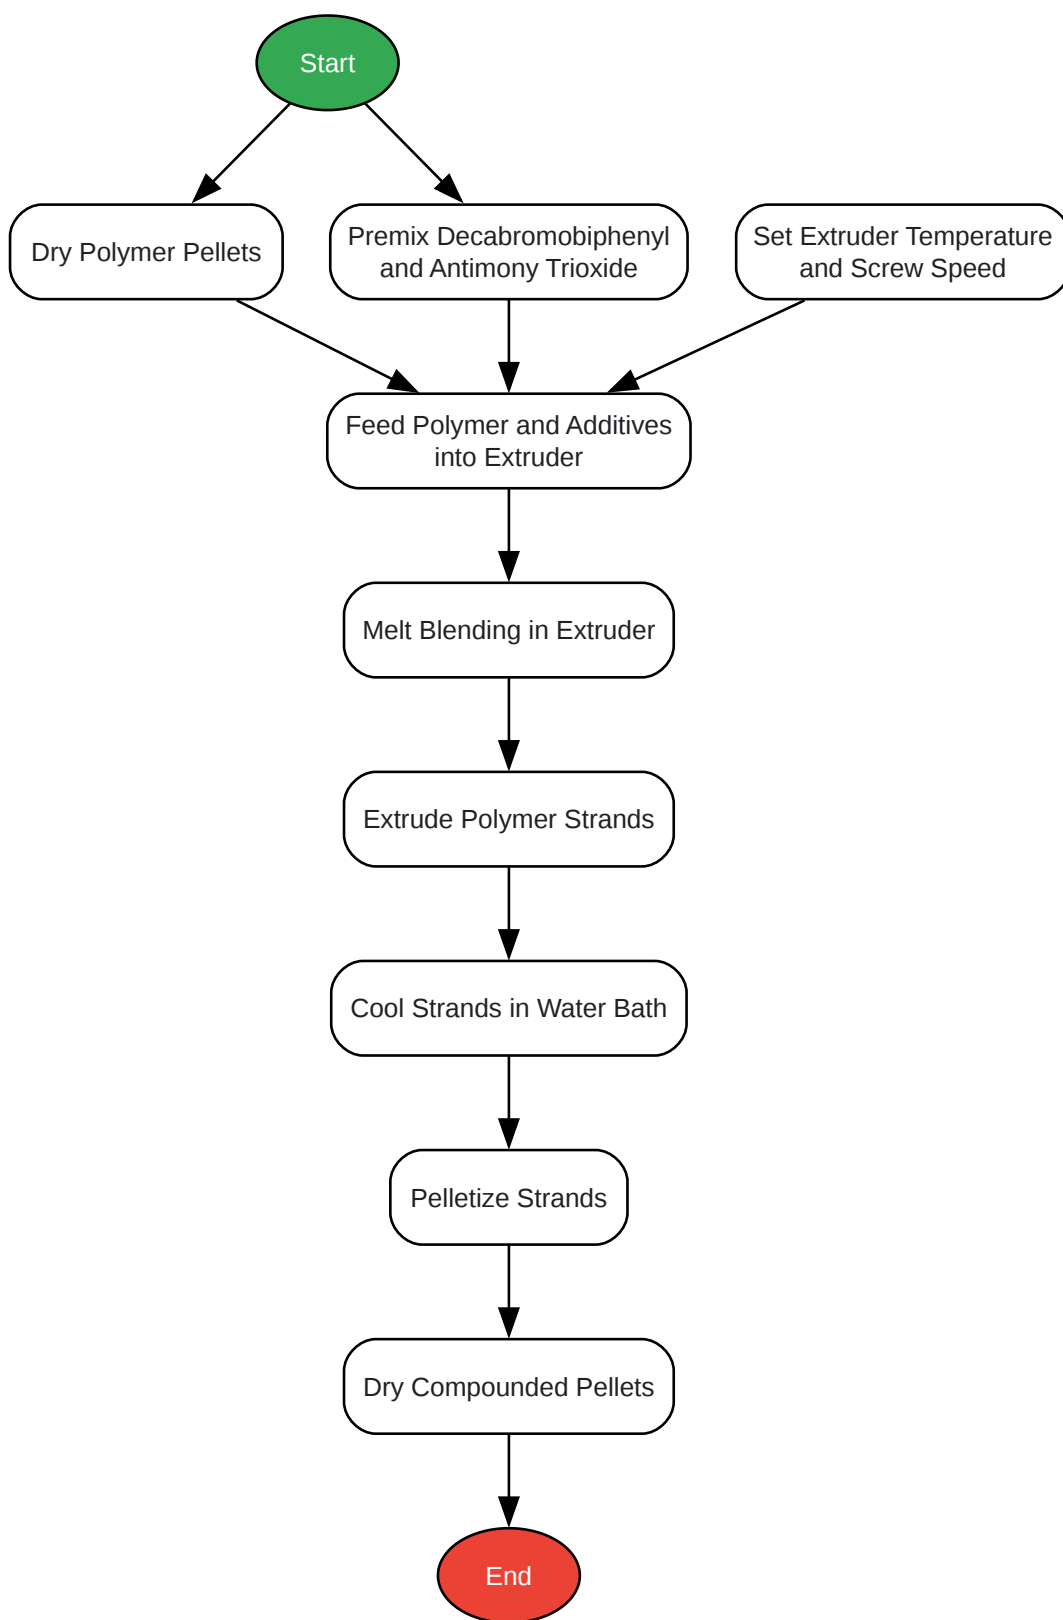 Start
Dry Polymer Pellets
Premix Decabromobiphenyl
and Antimony Trioxide
Set Extruder Temperature
and Screw Speed
Feed Polymer and Additives
into Extruder
Melt Blending in Extruder
Extrude Polymer Strands
Cool Strands in Water Bath
Pelletize Strands
Dry Compounded Pellets
End